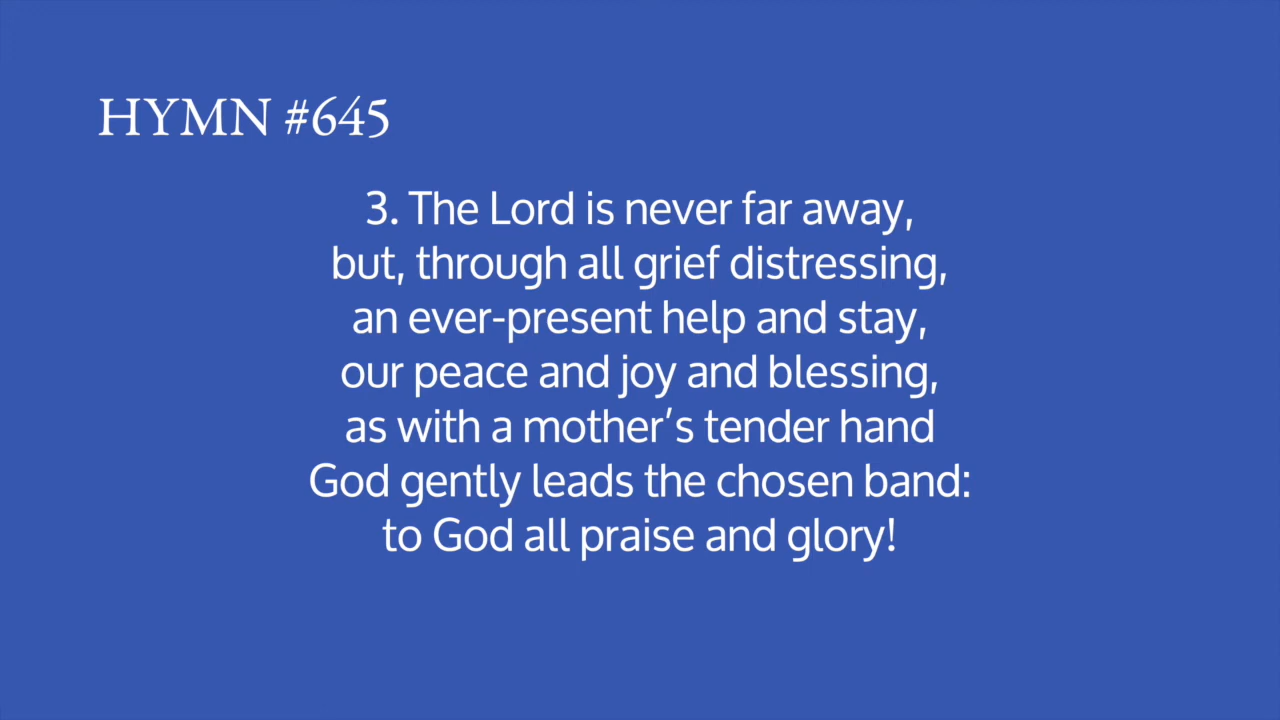 HYMN #645
3. The Lord is never far away,
but, through all grief distressing,
an ever-present help and stay,
our peace and joy and blessing,
as with a mother’s tender hand
God gently leads the chosen band:
to God all praise and glory!